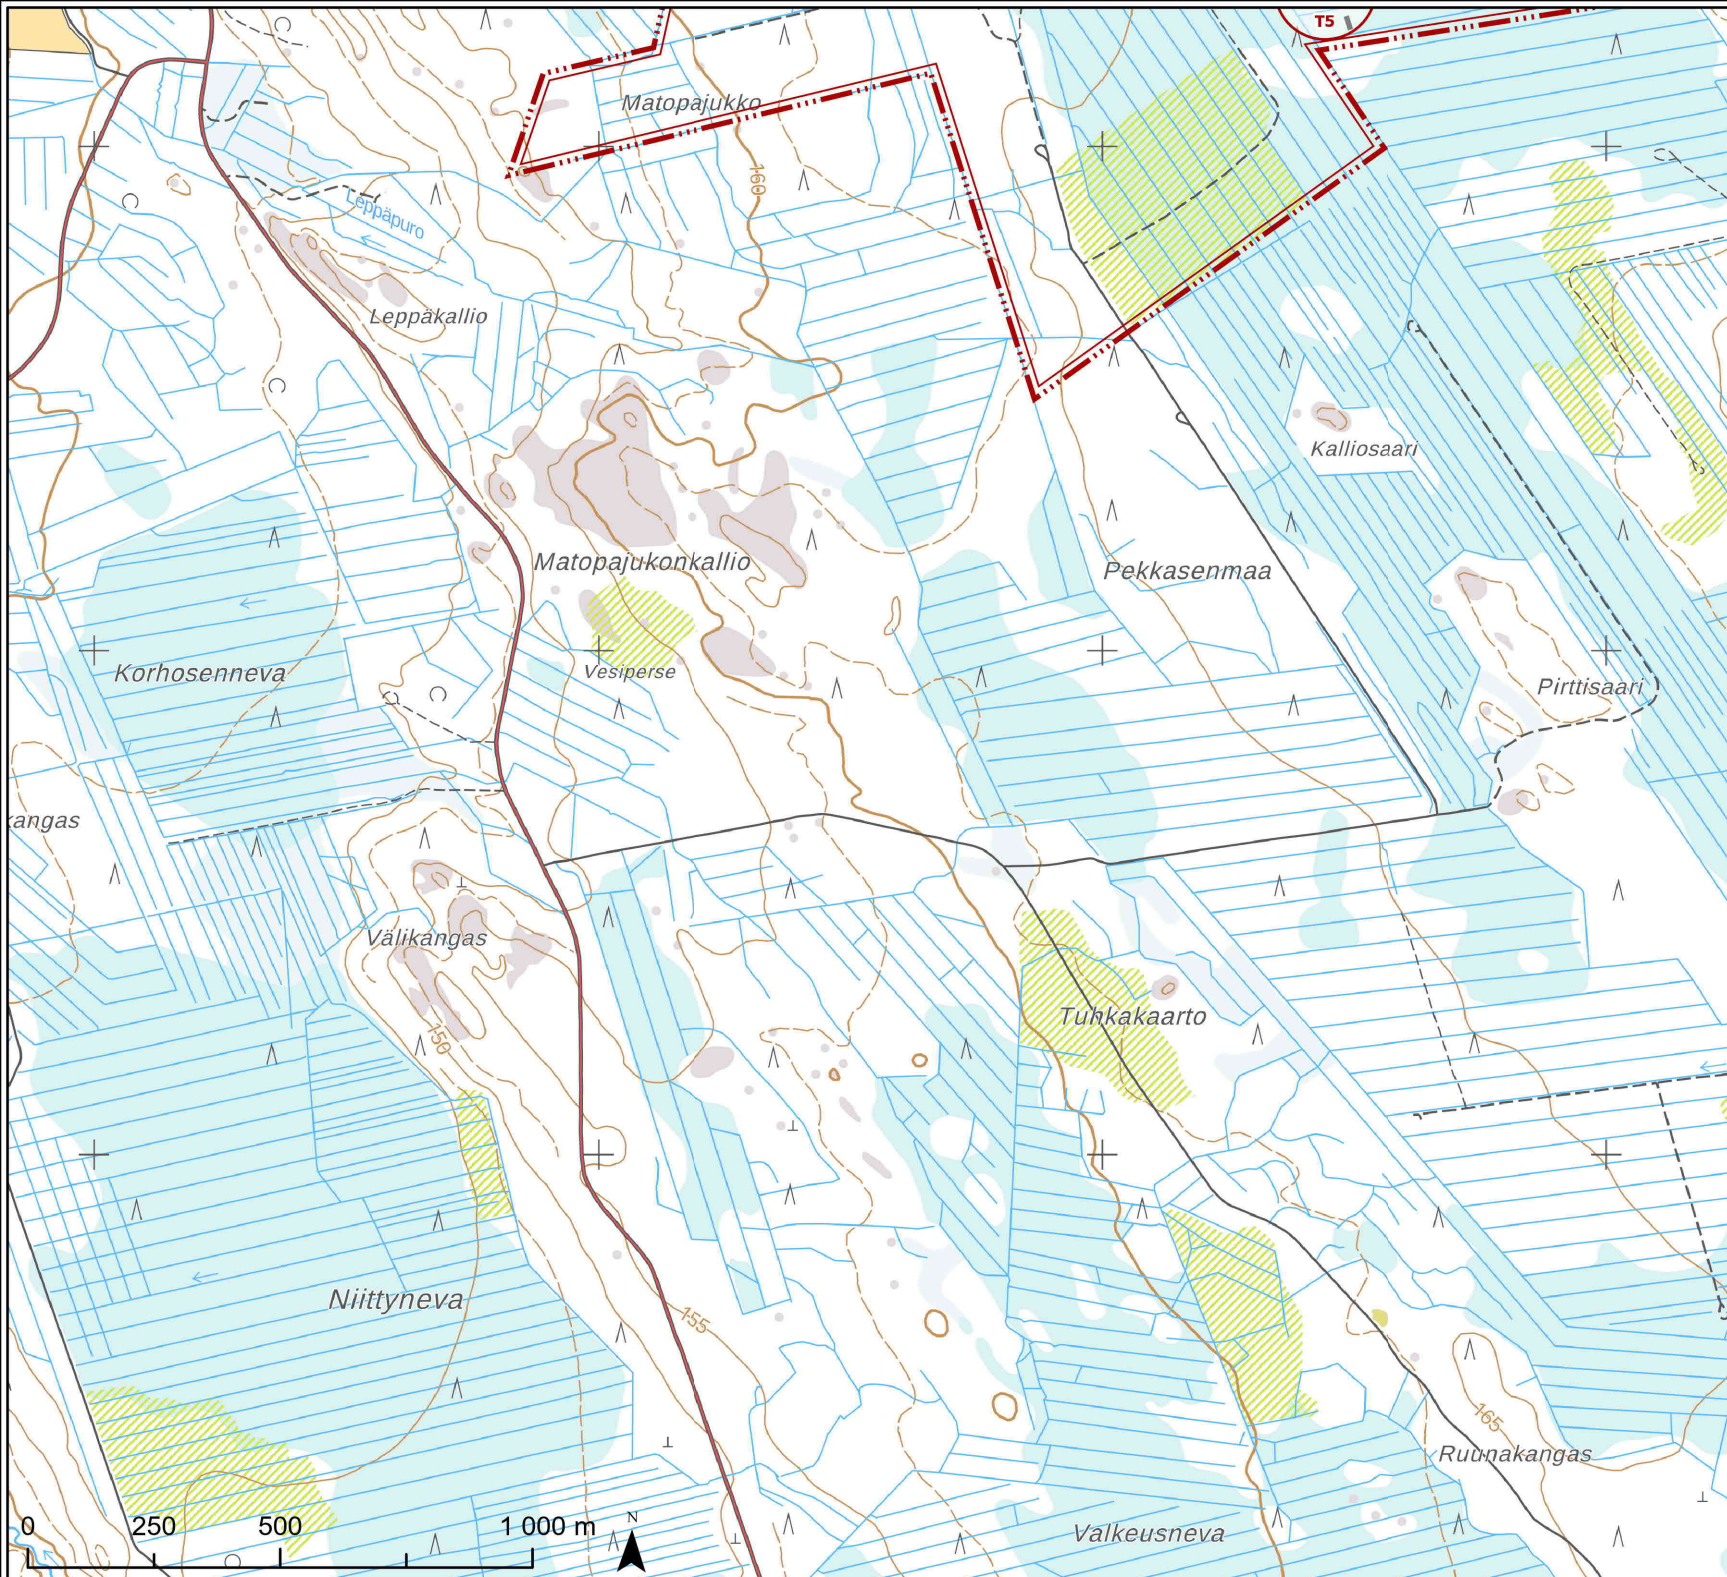 T5
Matopajukko
160
Leppäpuro
Leppäkallio
Kalliosaari
Matopajukonkallio
Pekkasenmaa
Korhosenneva
Vesiperse
Pirttisaari
kangas
Välikangas
Tuhkakaarto
150
Niittyneva
155
165
Ruunakangas
Valkeusneva
0 250 500 1 000 m
N